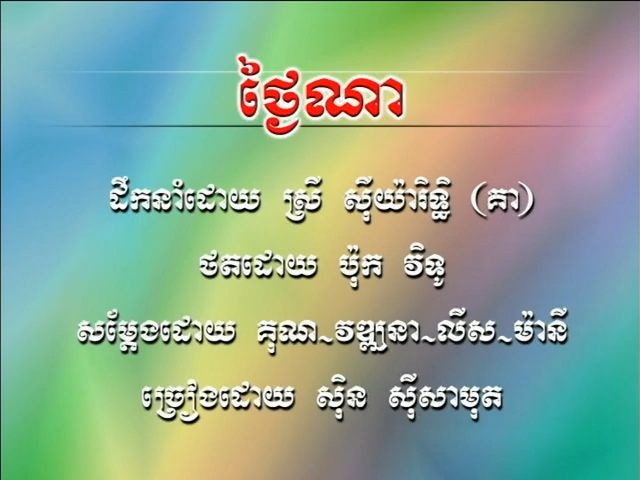 ថ្ងៃណា
ដឹកនាំដោយ ស្រី ស៊ីយ៉ារិទ្ធិ (គា)
ថតដោយ ប៉ុក វិទូ
សម្ដែងដោយ គុណ~វឌ្ឍនា~លីស~ម៉ានី
ច្រៀងដោយ ស៊ិន ស៊ីសាមុត